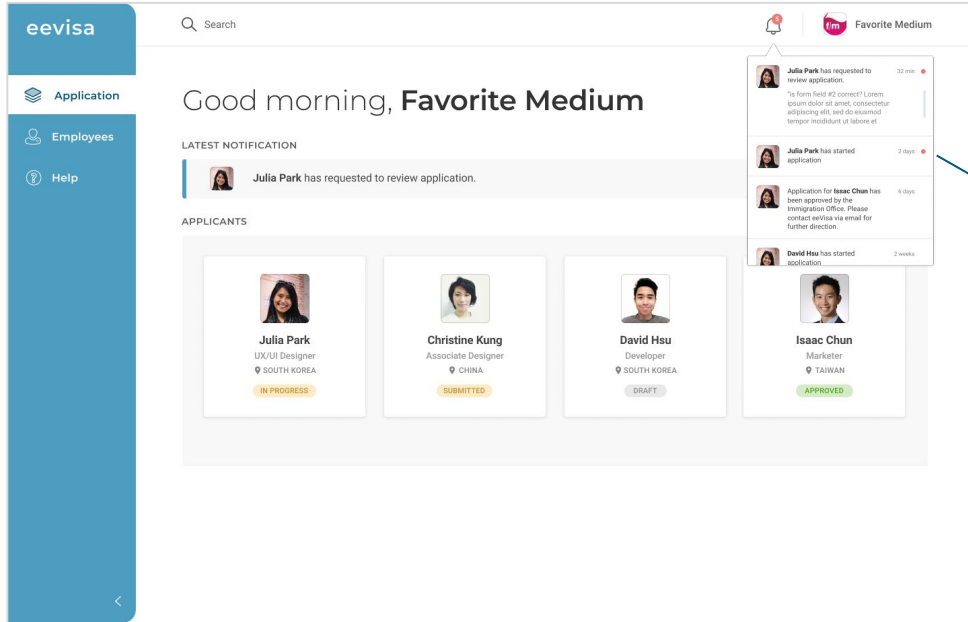 eevisa
Search
8
f/m
Favorite Medium
Application
Employees
Help
Good morning, Favorite Medium
LATEST NOTIFICATION
Julia Park has requested to review application.
APPLICANTS
Julia Park
UX/UI Designer
SOUTH KOREA
IN PROGRESS
Christine Kung
Associate Designer
CHINA
SUBMITTED
David Hsu
Developer
SOUTH KOREA
DRAFT
Isaac Chun
Marketer
TAIWAN
APPROVED
Julia Park has requested to
review application.
32 min
"is form field #2 correct? Lorem
ipsum dolor sit amet, consectetur
adipiscing elit, sed do eiusmod
tempor incididunt ut labore et
Julia Park has started
application
2 days
Application for Issac Chun has
been approved by the
Immigration Office. Please
contact eeVisa via email for
further direction.
6 days
David Hsu has started
application
2 weeks